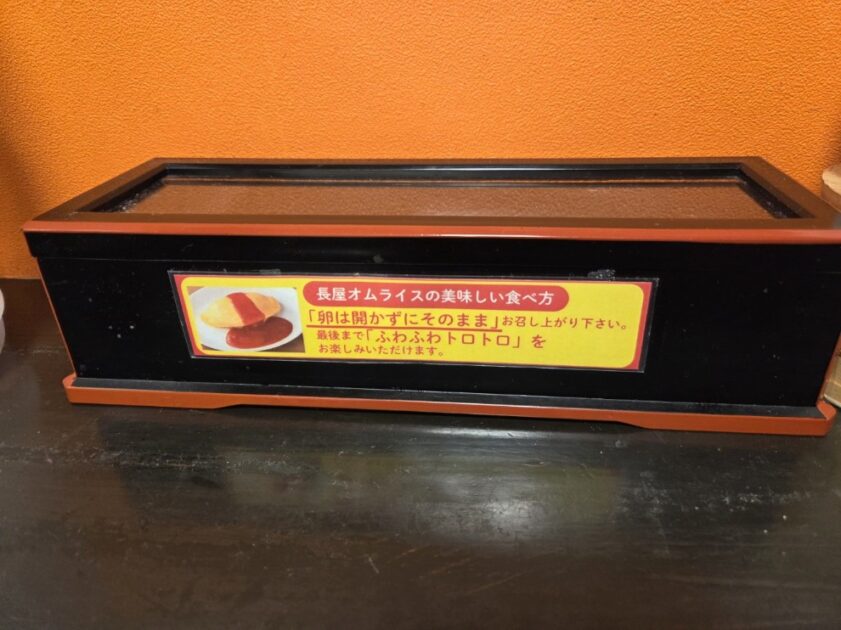 長屋オムライスの美味しい食べ方
「卵は開かずにそのまま」お召し上がり下さい。
最後まで「ふわふわトロトロ」を
お楽しみいただけます。